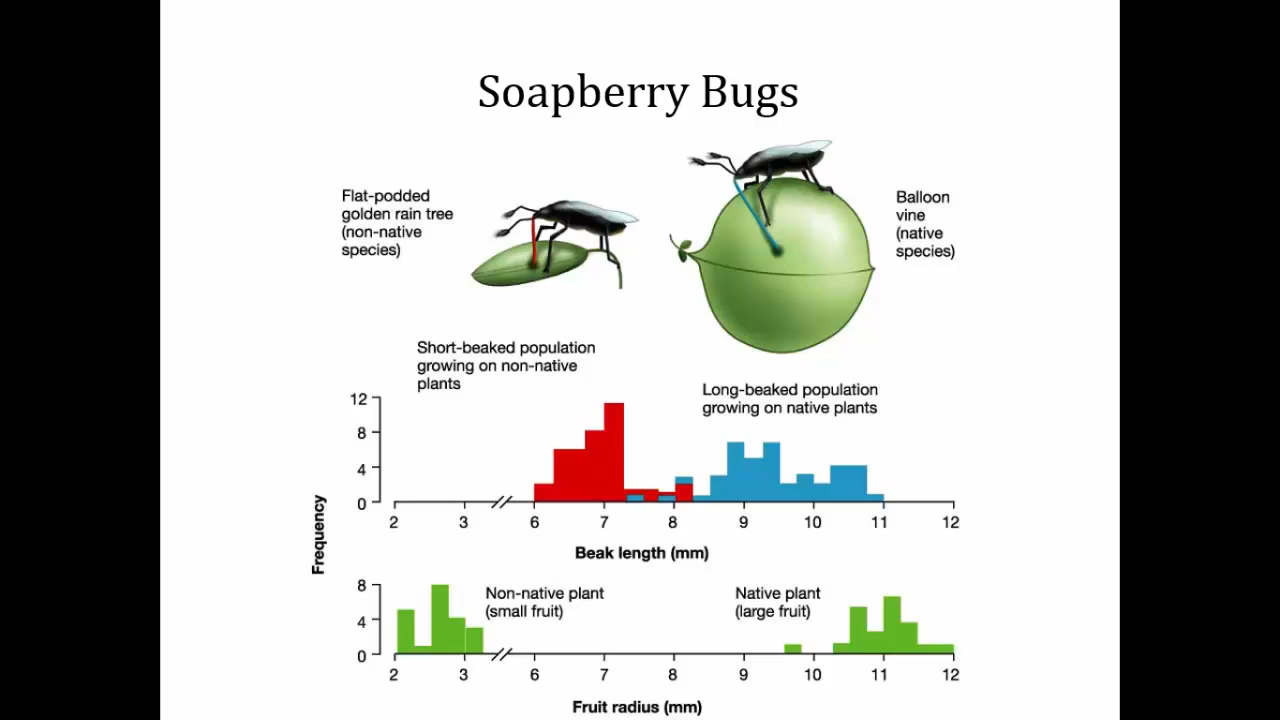 Soapberry Bugs
Flat-podded
golden rain tree
(non-native
species)
Balloon
vine
(native
species)
Short-beaked population
growing on non-native
plants
Long-beaked population
growing on native plants
12
8
4
0
2 3 6 7 8 9 10 11 12
Beak length (mm)
Frequency
Non-native plant
(small fruit)
Native plant
(large fruit)
8
4
0
2 3 6 7 8 9 10 11 12
Fruit radius (mm)